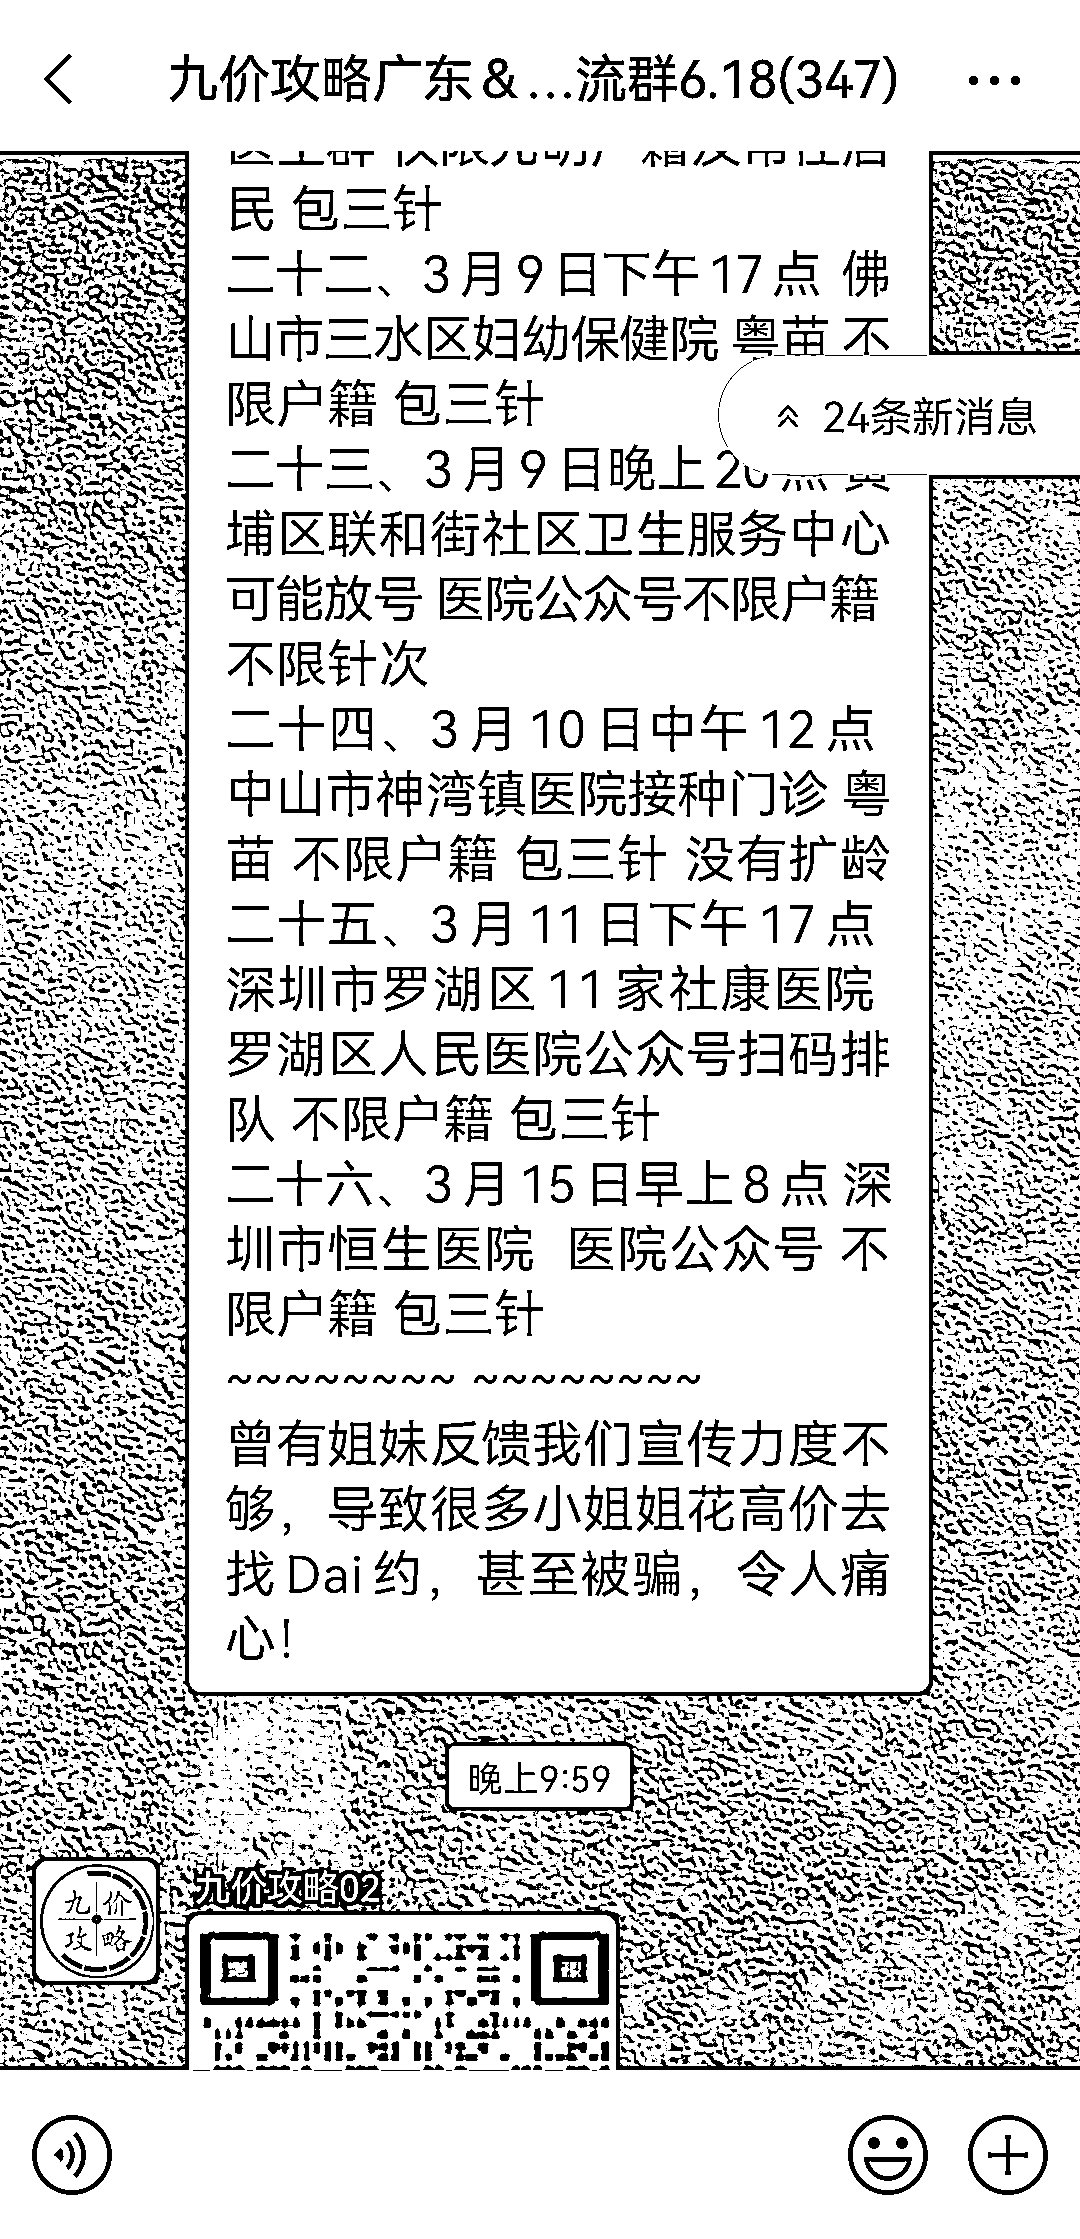 九价攻略广东&...流群6.18(347)
民 包三针
二十二、3月9日下午17点 佛
山市三水区妇幼保健院 粤苗 不
限户籍 包三针
24条新消息
二十三、3月9日晚上20点 黄
埔区联和街社区卫生服务中心
可能放号 医院公众号不限户籍
不限针次
二十四、3月10日中午12点
中山市神湾镇医院接种门诊 粤
苗 不限户籍 包三针 没有扩龄
二十五、3月11日下午17点
深圳市罗湖区11家社康医院
罗湖区人民医院公众号扫码排
队 不限户籍 包三针
二十六、3月15日早上8点 深
圳市恒生医院 医院公众号 不
限户籍 包三针
~~~~~~~~ ~~~~~~~~
曾有姐妹反馈我们宣传力度不
够，导致很多小姐姐花高价去
找Dai约，甚至被骗，令人痛
心！
晚上9:59
九价攻略02
九价
攻略